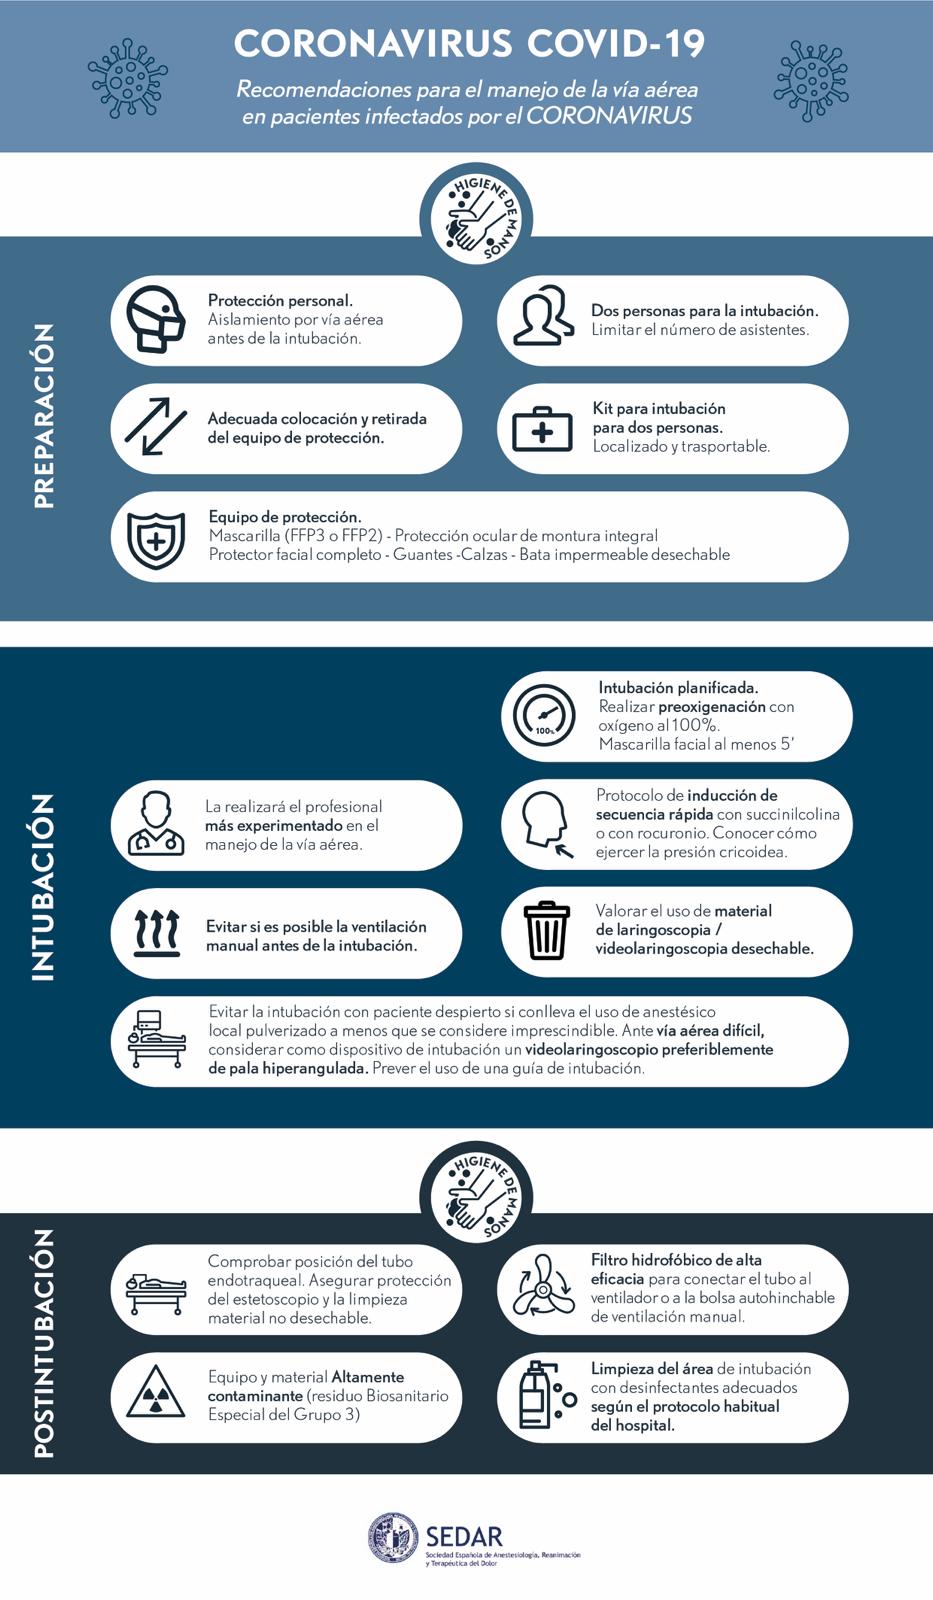 CORONAVIRUS COVID-19
Recomendaciones para el manejo de la vía aérea
en pacientes infectados por el CORONAVIRUS
HIGIENE DE MANOS
PREPARACIÓN
Protección personal.
Aislamiento por vía aérea
antes de la intubación.
Dos personas para la intubación.
Limitar el número de asistentes.
Adecuada colocación y retirada
del equipo de protección.
Kit para intubación
para dos personas.
Localizado y trasportable.
Equipo de protección.
Mascarilla (FFP3 o FFP2) - Protección ocular de montura integral
Protector facial completo - Guantes -Calzas - Bata impermeable desechable
INTUBACIÓN
100%
Intubación planificada.
Realizar preoxigenación con
oxígeno al 100%.
Mascarilla facial al menos 5'
La realizará el profesional
más experimentado en el
manejo de la vía aérea.
Protocolo de inducción de
secuencia rápida con succinilcolina
o con rocuronio. Conocer cómo
ejercer la presión cricoidea.
Evitar si es posible la ventilación
manual antes de la intubación.
Valorar el uso de material
de laringoscopia /
videolaringoscopia desechable.
Evitar la intubación con paciente despierto si conlleva el uso de anestésico
local pulverizado a menos que se considere imprescindible. Ante vía aérea difícil,
considerar como dispositivo de intubación un videolaringoscopio preferiblemente
de pala hiperangulada. Prever el uso de una guía de intubación.
HIGIENE DE MANOS
POSTINTUBACIÓN
Comprobar posición del tubo
endotraqueal. Asegurar protección
del estetoscopio y la limpieza
material no desechable.
Filtro hidrofóbico de alta
eficacia para conectar el tubo al
ventilador o a la bolsa autohinchable
de ventilación manual.
Equipo y material Altamente
contaminante (residuo Biosanitario
Especial del Grupo 3)
Limpieza del área de intubación
con desinfectantes adecuados
según el protocolo habitual
del hospital.
SEDAR
Sociedad Española de Anestesiología, Reanimación
y Terapéutica del Dolor